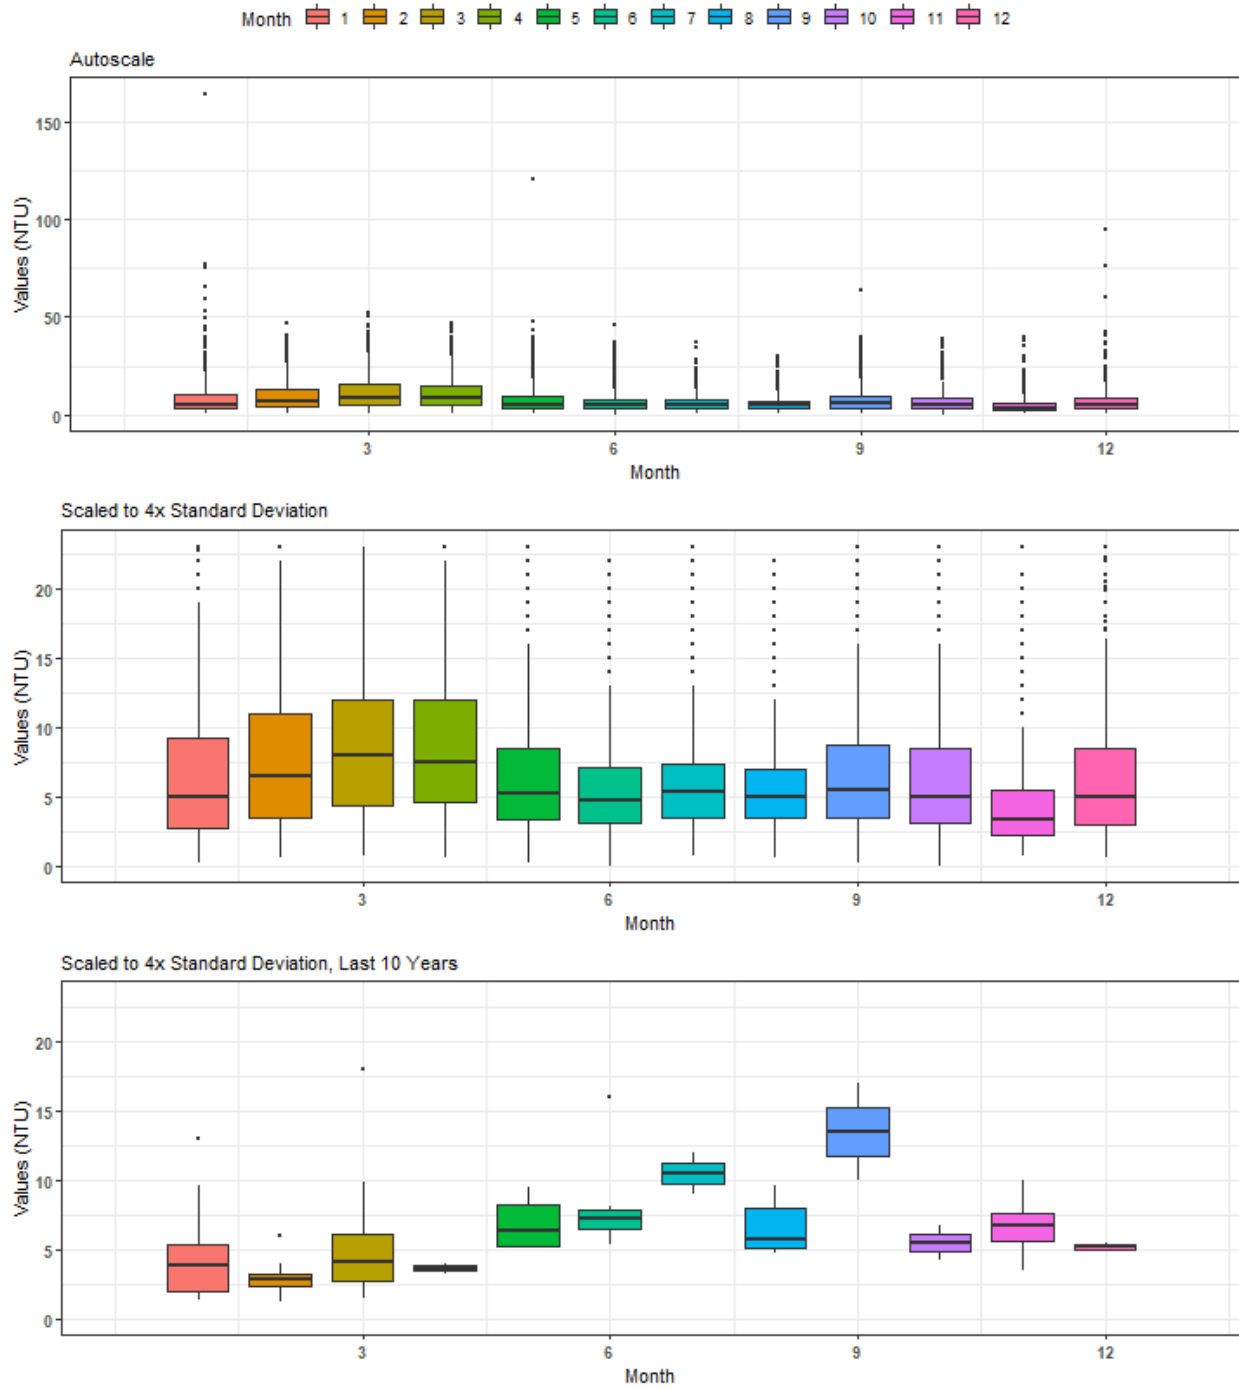 Month 1 2 3 4 5 6 7 8 9 10 11 12
Autoscale
Values (NTU)
150
100
50
0
3 6 9 12
Month
Scaled to 4x Standard Deviation
Values (NTU)
20
15
10
5
0
3 6 9 12
Month
Scaled to 4x Standard Deviation, Last 10 Years
Values (NTU)
20
15
10
5
0
3 6 9 12
Month